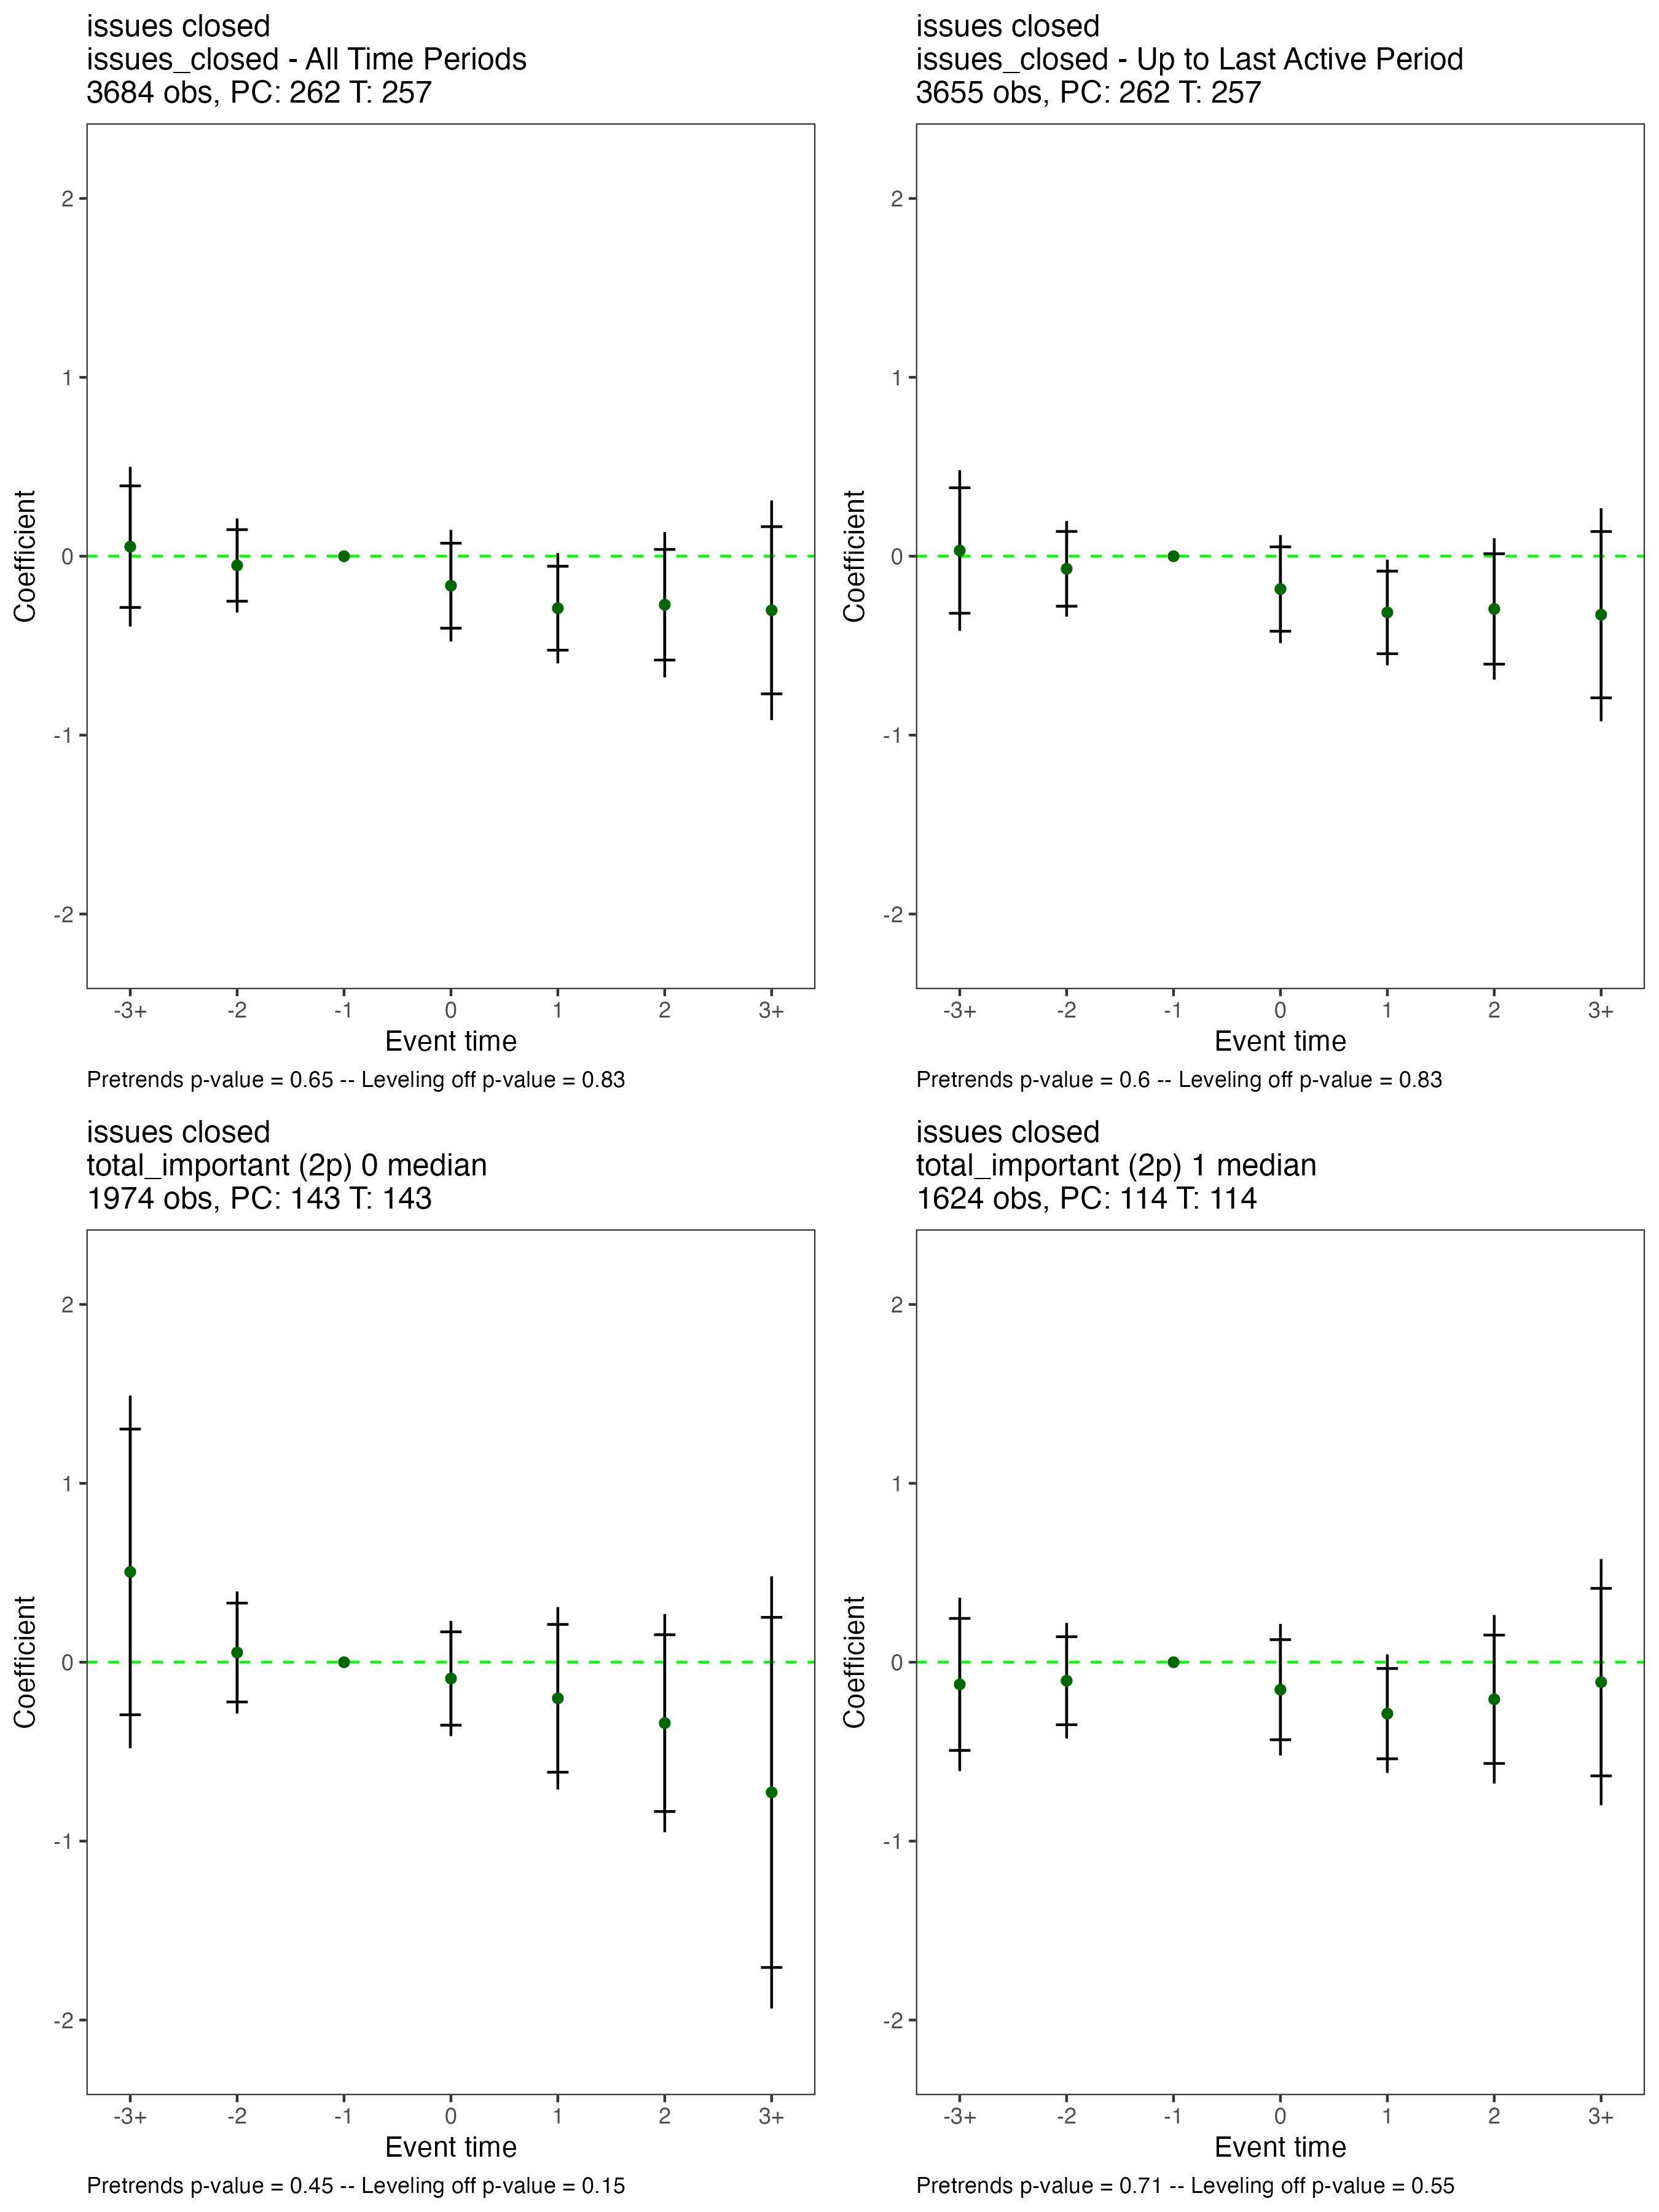 issues closed
issues_closed - All Time Periods
3684 obs, PC: 262 T: 257
2
1
0
-1
-2
Coefficient
-3+ -2 -1 0 1 2 3+
Event time
Pretrends p-value = 0.65 -- Leveling off p-value = 0.83
issues closed
issues_closed - Up to Last Active Period
3655 obs, PC: 262 T: 257
2
1
0
-1
-2
Coefficient
-3+ -2 -1 0 1 2 3+
Event time
Pretrends p-value = 0.6 -- Leveling off p-value = 0.83
issues closed
total_important (2p) 0 median
1974 obs, PC: 143 T: 143
2
1
0
-1
-2
Coefficient
-3+ -2 -1 0 1 2 3+
Event time
Pretrends p-value = 0.45 -- Leveling off p-value = 0.15
issues closed
total_important (2p) 1 median
1624 obs, PC: 114 T: 114
2
1
0
-1
-2
Coefficient
-3+ -2 -1 0 1 2 3+
Event time
Pretrends p-value = 0.71 -- Leveling off p-value = 0.55